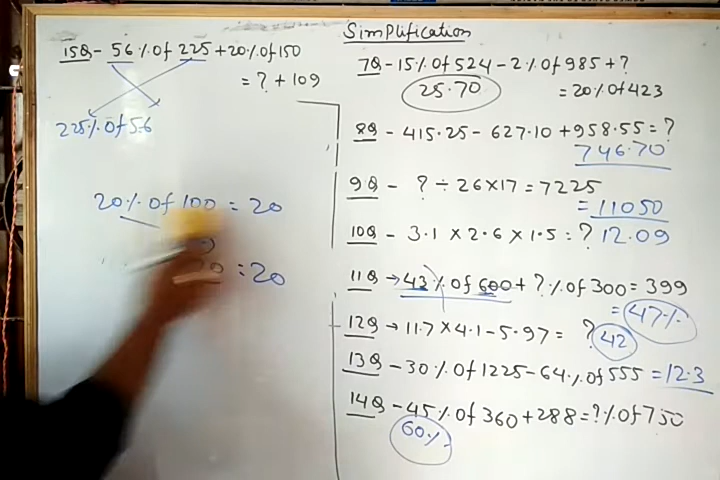 Simplification
15Q - 56% of 225 + 20% of 150
= ? + 109
225% of 56
20% of 100 = 20
20 = 20
7Q - 15% of 524 - 2% of 985 + ?
25.70 = 20% of 423
8Q - 415.25 - 627.10 + 958.55 = ?
746.70
9Q - ? ÷ 26 × 17 = 7225
= 11050
10Q - 3.1 × 2.6 × 1.5 = ? 12.09
11Q → 43% of 600 + ?% of 300 = 399
= 47%
12Q → 11.7 × 4.1 - 5.97 = ? 42
13Q - 30% of 1225 - 64% of 555 = 12.3
14Q - 45% of 360 + 288 = ?% of 750
60%